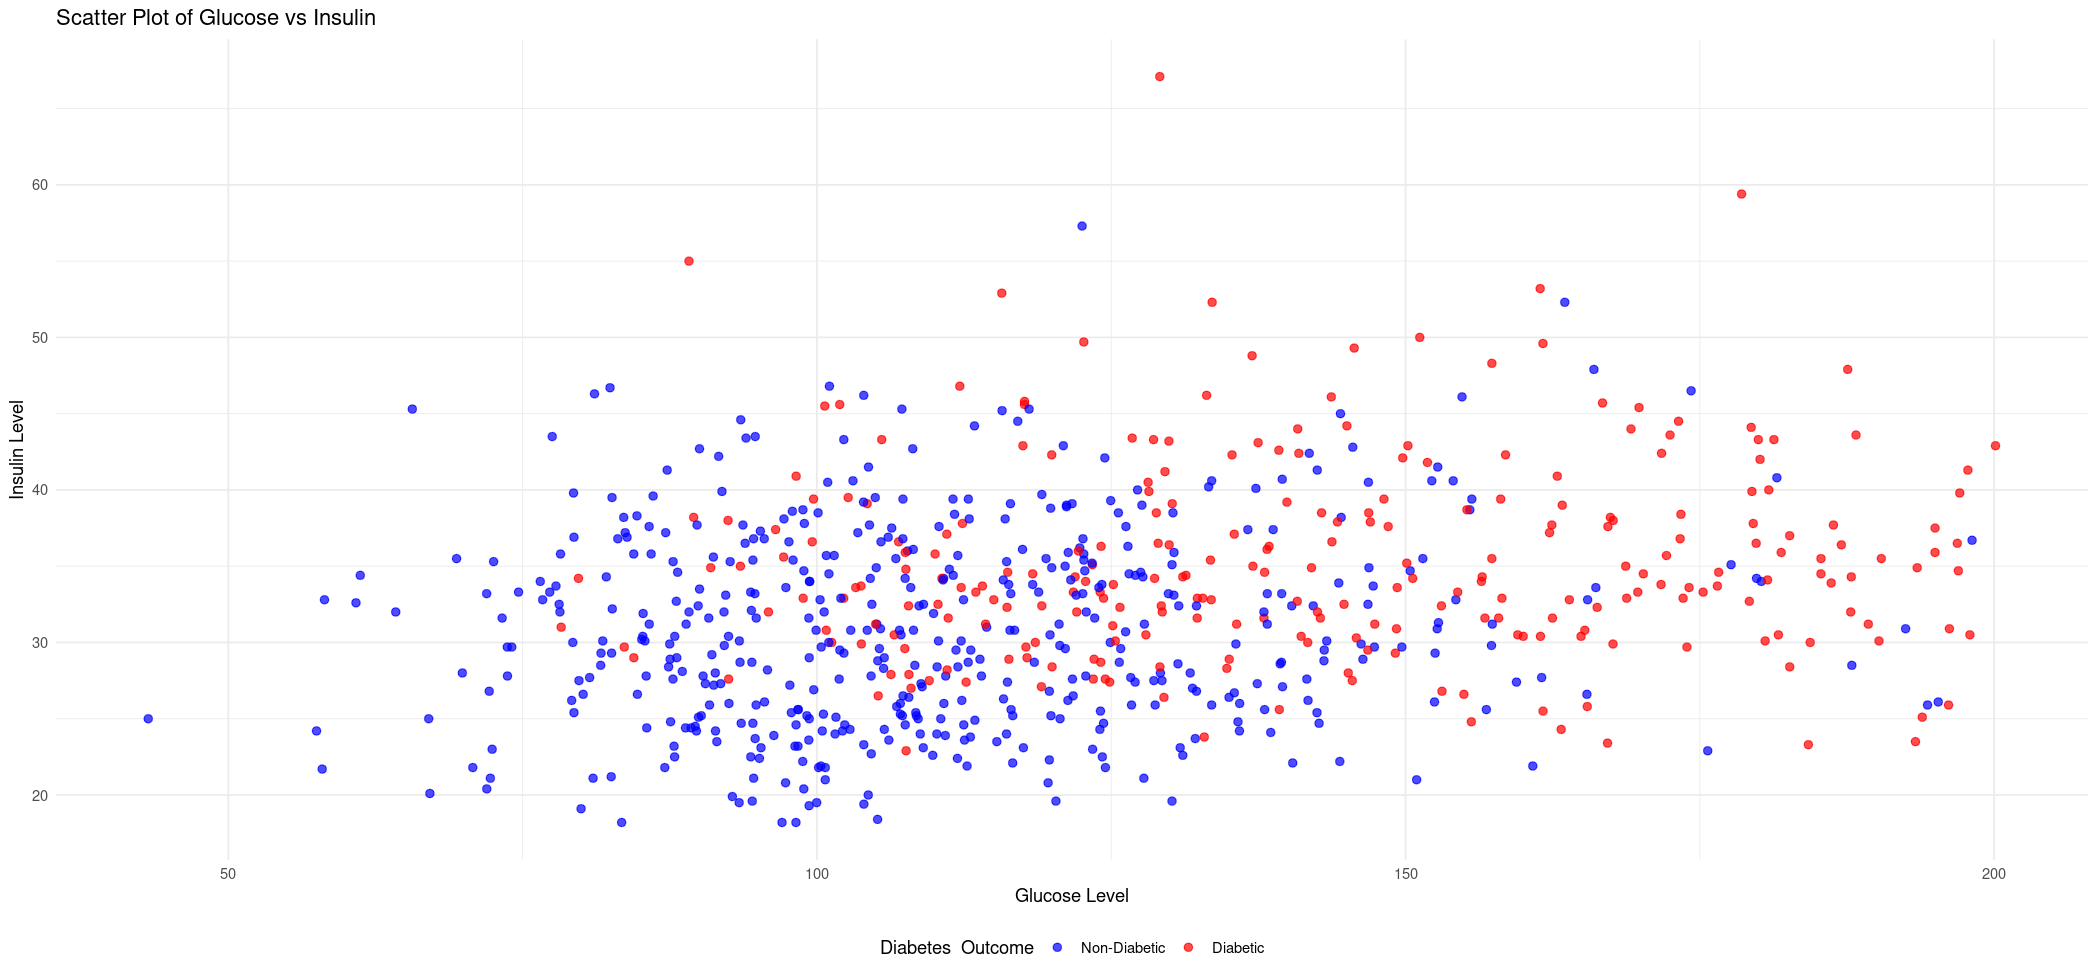 Scatter Plot of Glucose vs Insulin
Insulin Level
60
50
40
30
20
50 100 150 200
Glucose Level
Diabetes  Outcome Non-Diabetic Diabetic